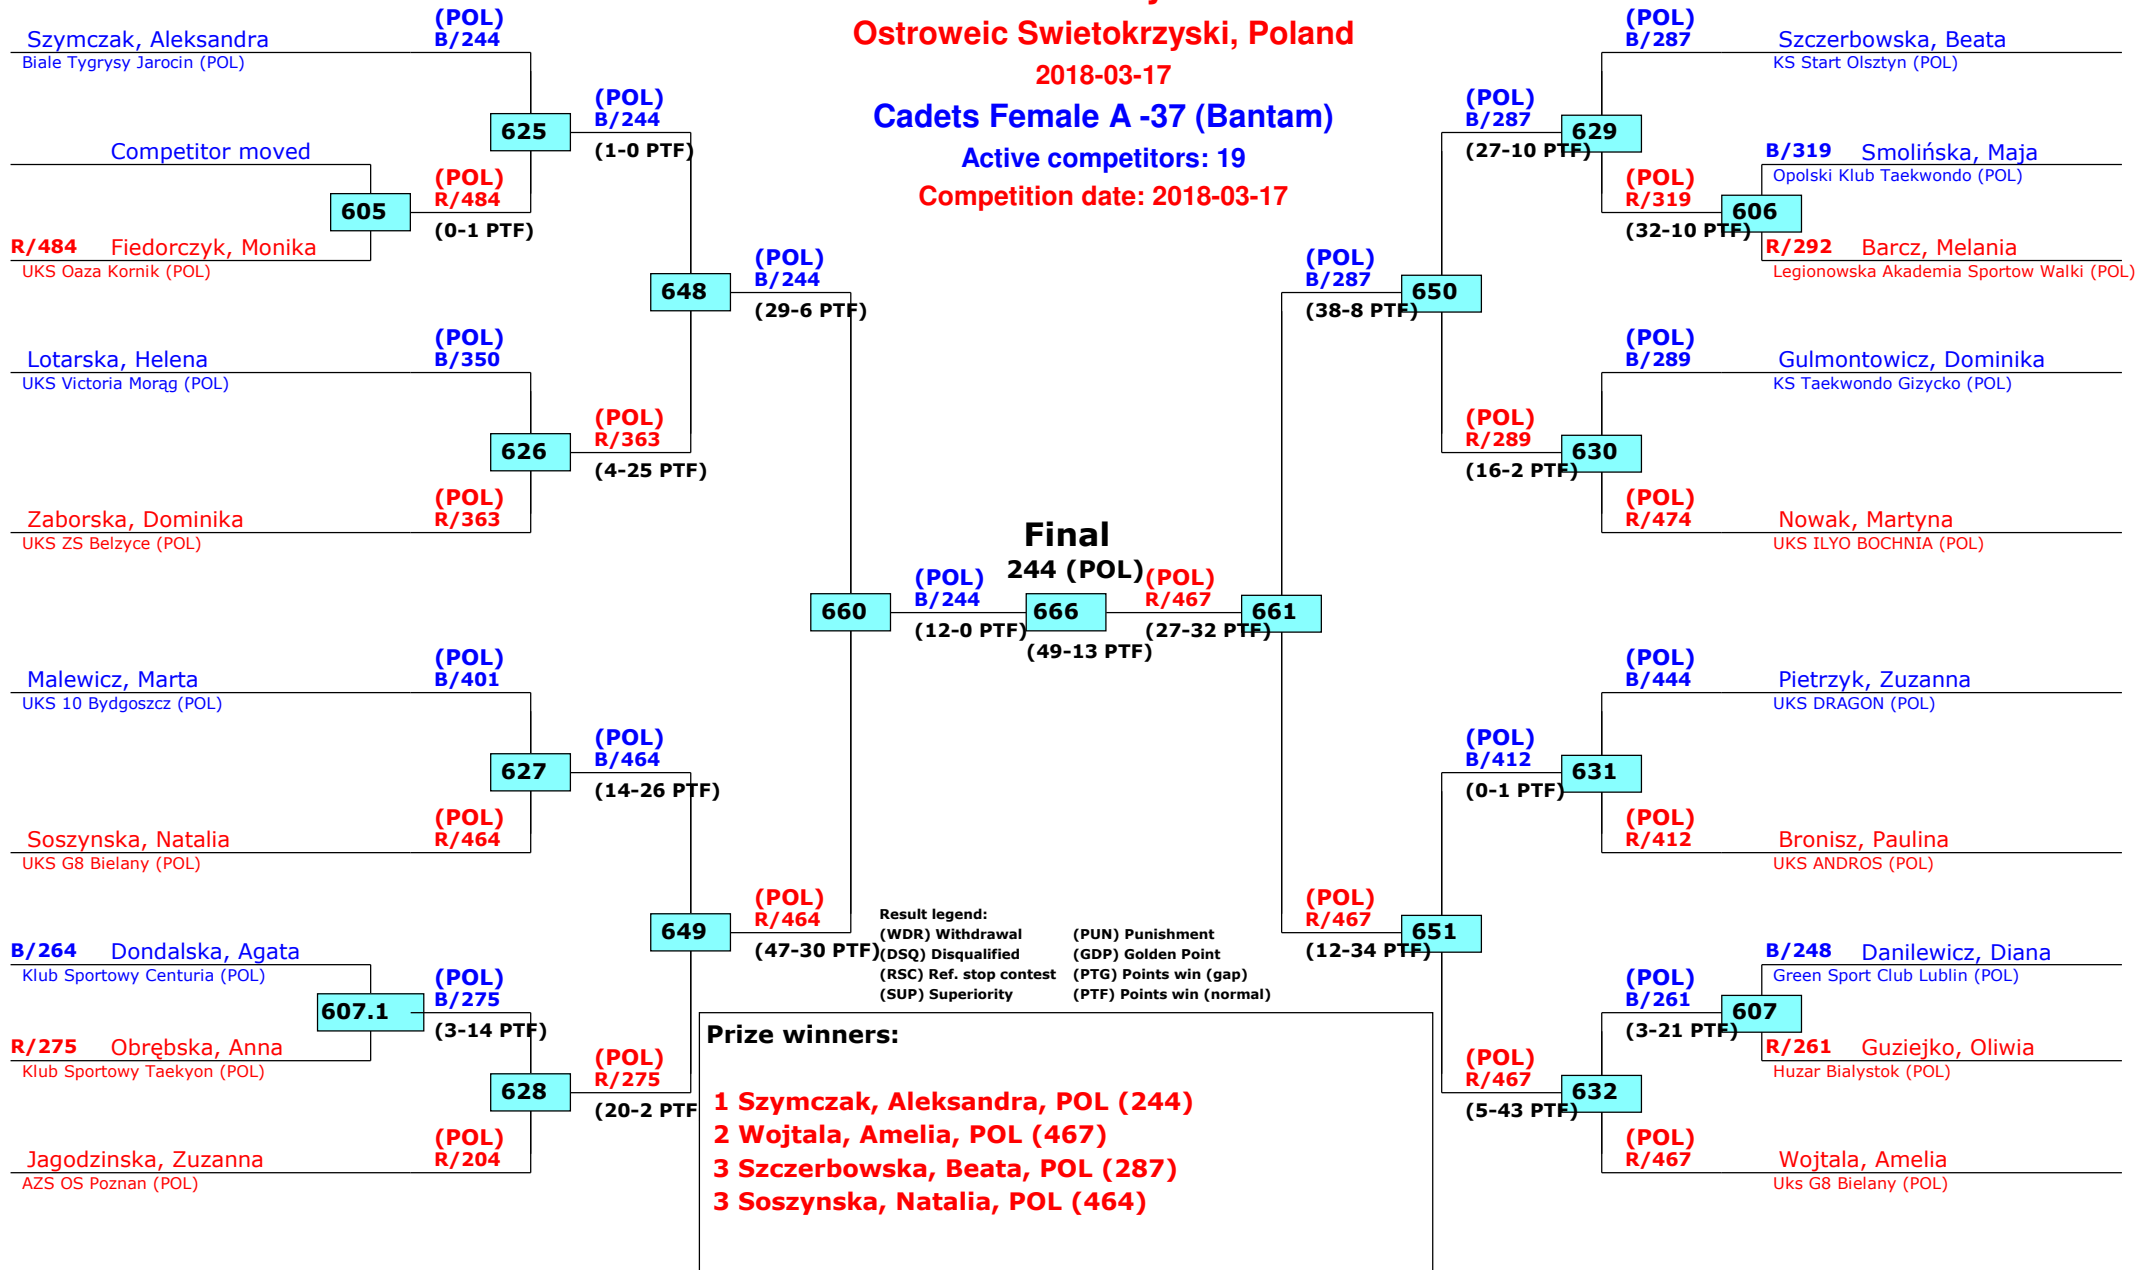 Ostroweic Swietokrzyski, Poland
2018-03-17
Cadets Female A -37 (Bantam)
Active competitors: 19
Competition date: 2018-03-17
Szymczak, Aleksandra
Biale Tygrysy Jarocin (POL)
(POL)
B/244
Competitor moved
605
R/484 Fiedorczyk, Monika
UKS Oaza Kornik (POL)
(POL)
R/484
(0-1 PTF)
625
(POL)
B/244
(1-0 PTF)
Lotarska, Helena
UKS Victoria Morąg (POL)
(POL)
B/350
626
Zaborska, Dominika
UKS ZS Belzyce (POL)
(POL)
R/363
(POL)
R/363
(4-25 PTF)
648
(POL)
B/244
(29-6 PTF)
Malewicz, Marta
UKS 10 Bydgoszcz (POL)
(POL)
B/401
627
Soszynska, Natalia
UKS G8 Bielany (POL)
(POL)
R/464
(POL)
B/464
(14-26 PTF)
B/264 Dondalska, Agata
Klub Sportowy Centuria (POL)
607.1
R/275 Obrębska, Anna
Klub Sportowy Taekyon (POL)
(POL)
B/275
(3-14 PTF)
628
Jagodzinska, Zuzanna
AZS OS Poznan (POL)
(POL)
R/204
(POL)
R/275
(20-2 PTF
649
(POL)
R/464
(47-30 PTF)
660
(POL)
B/244
(12-0 PTF)
Final
244 (POL)
666
(49-13 PTF)
(POL)
R/467
(27-32 PTF)
661
(POL)
B/287
Szczerbowska, Beata
KS Start Olsztyn (POL)
629
(POL)
B/287
(27-10 PTF)
B/319 Smolińska, Maja
Opolski Klub Taekwondo (POL)
606
(POL)
R/319
(32-10 PTF)
R/292 Barcz, Melania
Legionowska Akademia Sportow Walki (POL)
650
(POL)
B/287
(38-8 PTF)
(POL)
B/289
Gulmontowicz, Dominika
KS Taekwondo Gizycko (POL)
630
(POL)
R/289
(16-2 PTF)
(POL)
R/474
Nowak, Martyna
UKS ILYO BOCHNIA (POL)
(POL)
B/444
Pietrzyk, Zuzanna
UKS DRAGON (POL)
631
(POL)
B/412
(0-1 PTF)
(POL)
R/412
Bronisz, Paulina
UKS ANDROS (POL)
651
(POL)
R/467
(12-34 PTF)
B/248 Danilewicz, Diana
Green Sport Club Lublin (POL)
607
(POL)
B/261
(3-21 PTF)
R/261 Guziejko, Oliwia
Huzar Bialystok (POL)
632
(POL)
R/467
(5-43 PTF)
(POL)
R/467
Wojtala, Amelia
Uks G8 Bielany (POL)
Result legend:
(WDR) Withdrawal (PUN) Punishment
(DSQ) Disqualified (GDP) Golden Point
(RSC) Ref. stop contest (PTG) Points win (gap)
(SUP) Superiority (PTF) Points win (normal)
Prize winners:
1 Szymczak, Aleksandra, POL (244)
2 Wojtala, Amelia, POL (467)
3 Szczerbowska, Beata, POL (287)
3 Soszynska, Natalia, POL (464)